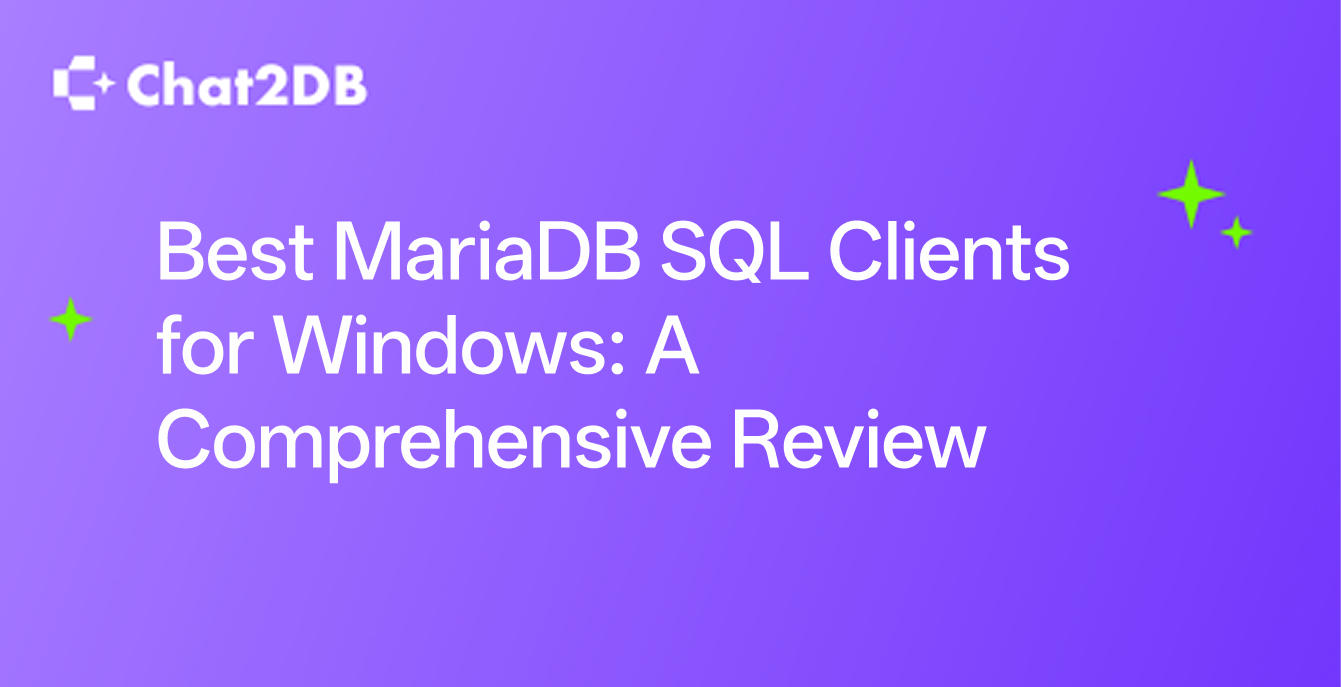 Chat2DB
Best MariaDB SQL Clients
for Windows: A
Comprehensive Review